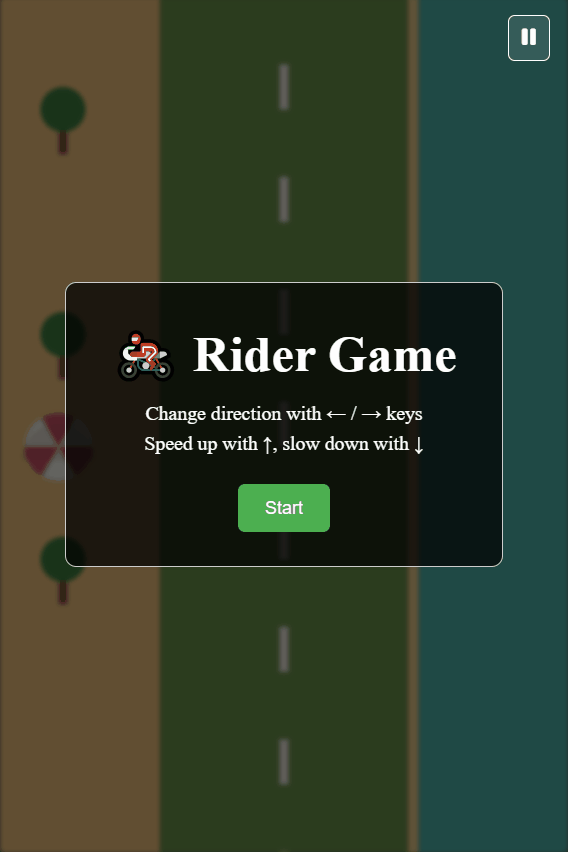 Rider Game
Change direction with ← / → keys
Speed up with ↑, slow down with ↓
Start